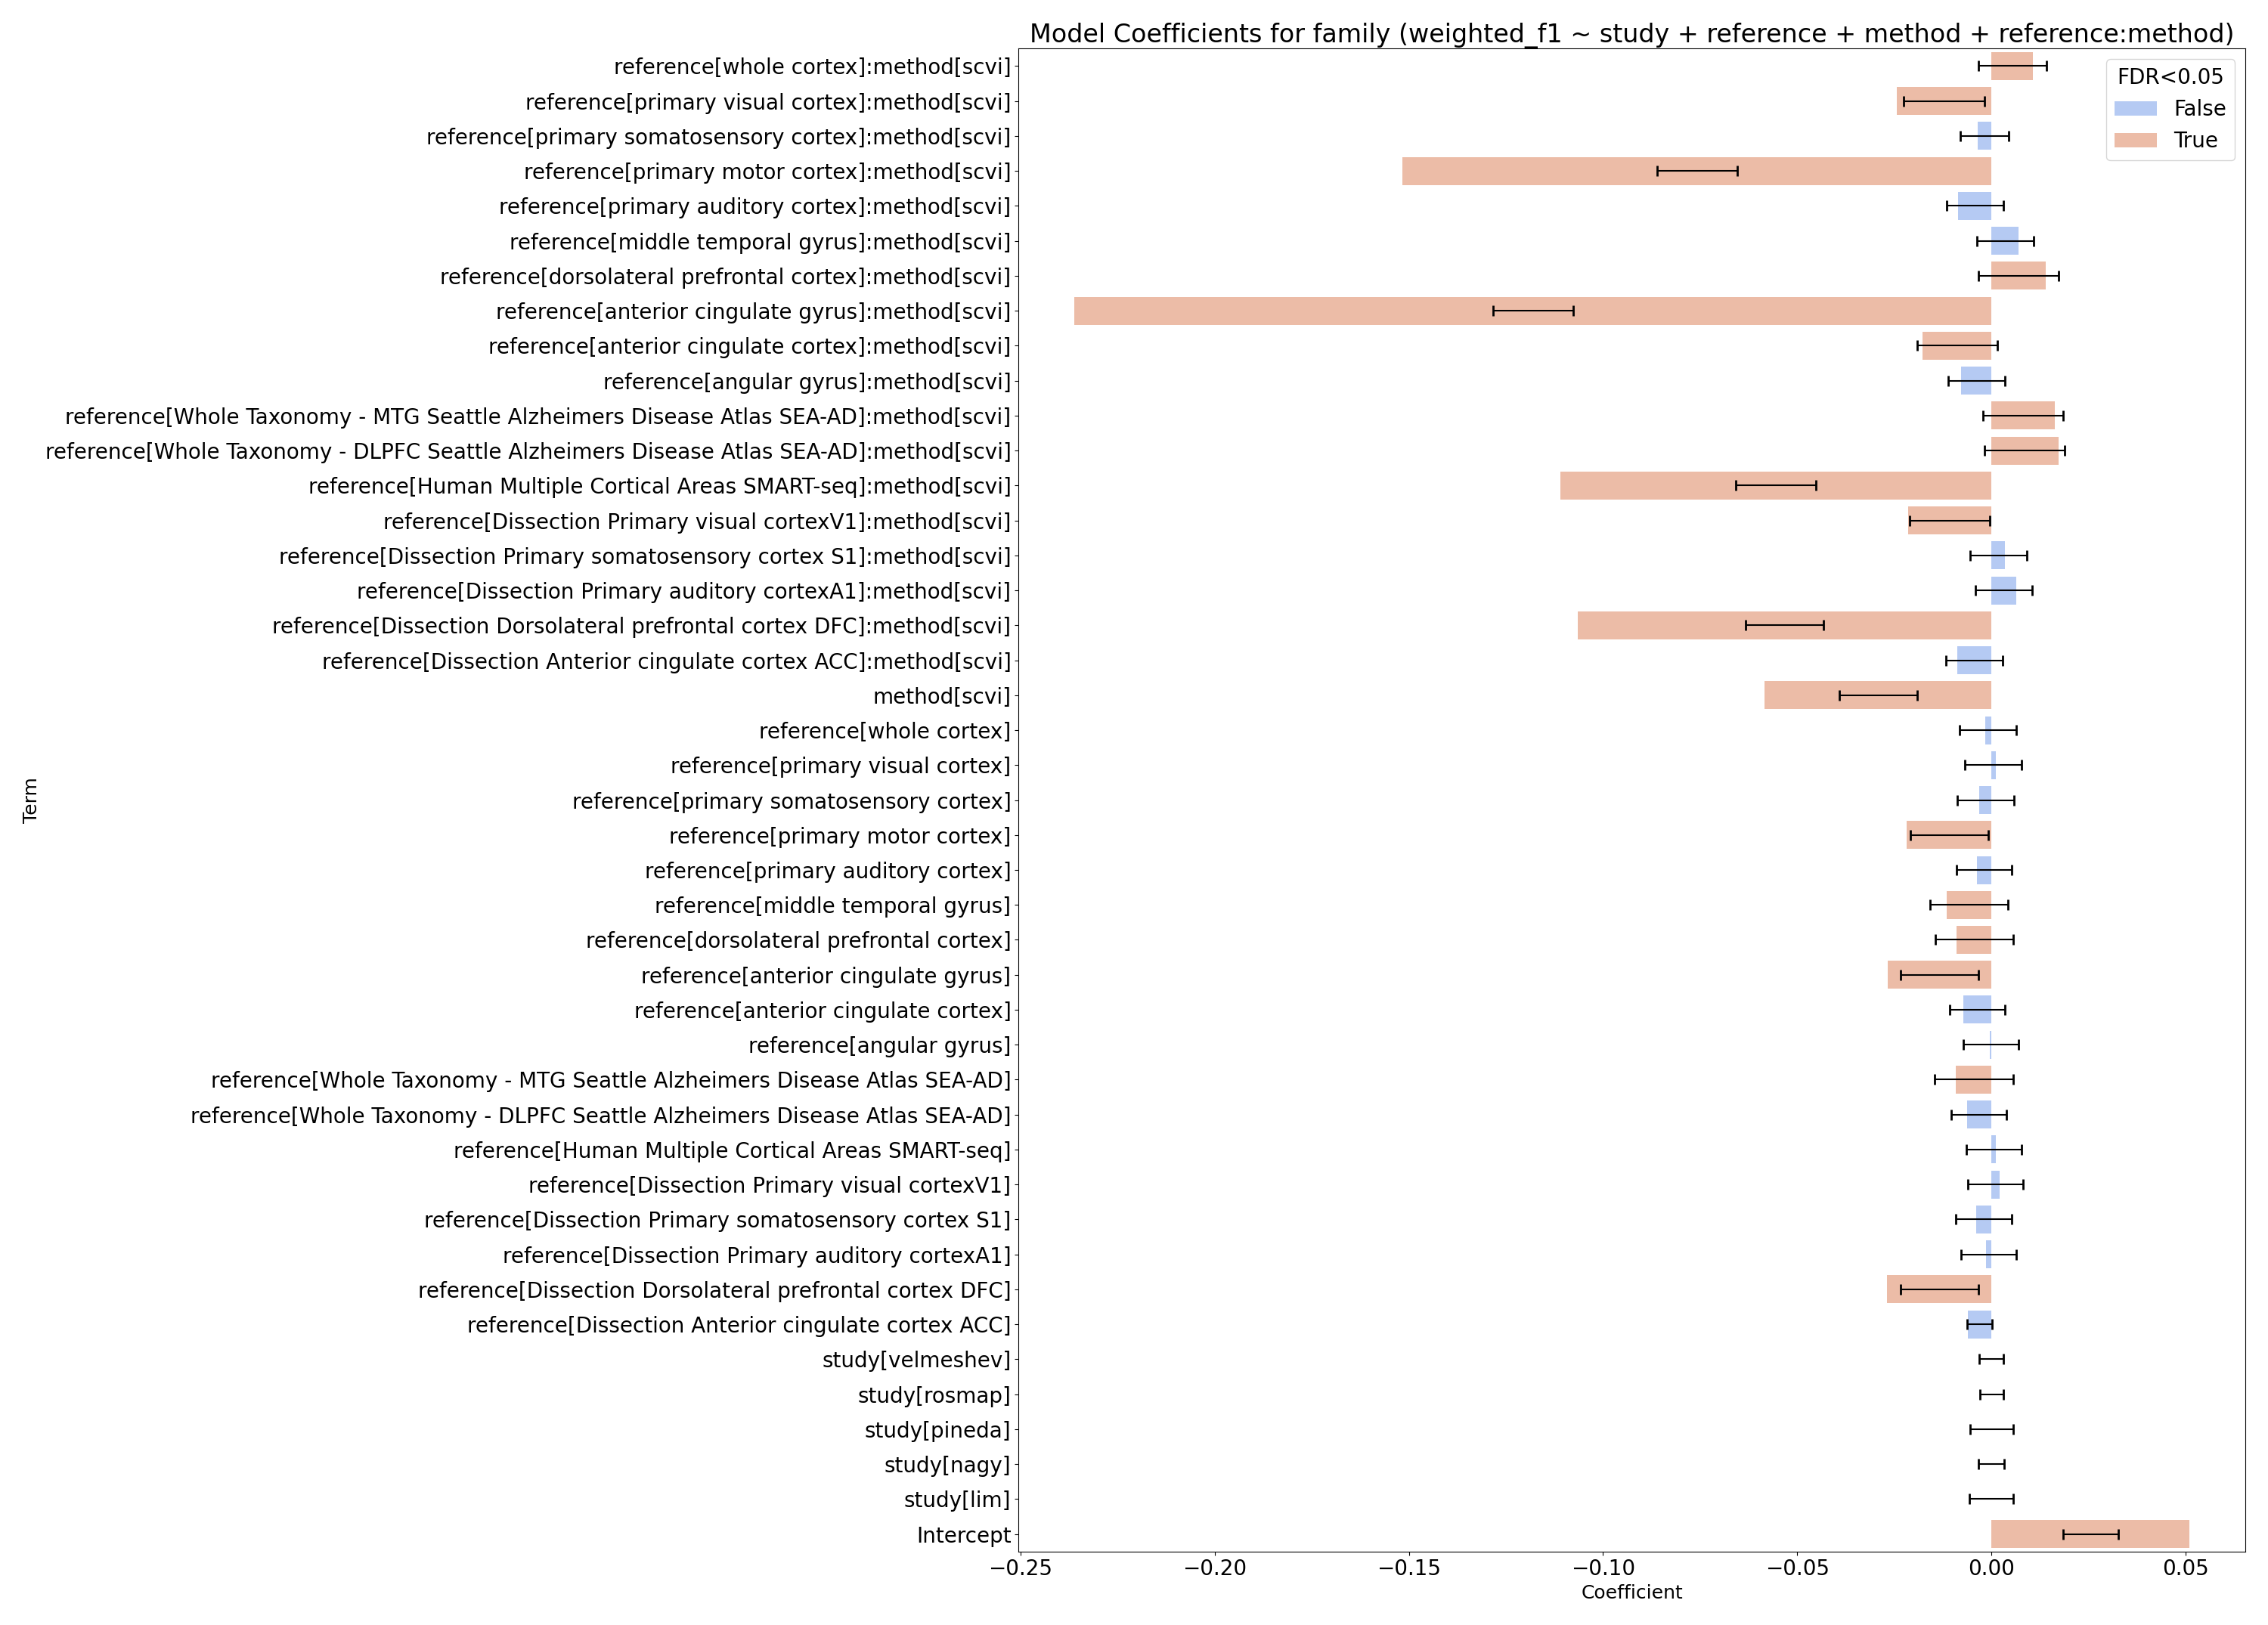 Model Coefficients for family (weighted_f1 ~ study + reference + method + reference:method)
reference[whole cortex]:method[scvi]
reference[primary visual cortex]:method[scvi]
reference[primary somatosensory cortex]:method[scvi]
reference[primary motor cortex]:method[scvi]
reference[primary auditory cortex]:method[scvi]
reference[middle temporal gyrus]:method[scvi]
reference[dorsolateral prefrontal cortex]:method[scvi]
reference[anterior cingulate gyrus]:method[scvi]
reference[anterior cingulate cortex]:method[scvi]
reference[angular gyrus]:method[scvi]
reference[Whole Taxonomy - MTG Seattle Alzheimers Disease Atlas SEA-AD]:method[scvi]
reference[Whole Taxonomy - DLPFC Seattle Alzheimers Disease Atlas SEA-AD]:method[scvi]
reference[Human Multiple Cortical Areas SMART-seq]:method[scvi]
reference[Dissection Primary visual cortexV1]:method[scvi]
reference[Dissection Primary somatosensory cortex S1]:method[scvi]
reference[Dissection Primary auditory cortexA1]:method[scvi]
reference[Dissection Dorsolateral prefrontal cortex DFC]:method[scvi]
reference[Dissection Anterior cingulate cortex ACC]:method[scvi]
method[scvi]
reference[whole cortex]
reference[primary visual cortex]
reference[primary somatosensory cortex]
reference[primary motor cortex]
reference[primary auditory cortex]
reference[middle temporal gyrus]
reference[dorsolateral prefrontal cortex]
reference[anterior cingulate gyrus]
reference[anterior cingulate cortex]
reference[angular gyrus]
reference[Whole Taxonomy - MTG Seattle Alzheimers Disease Atlas SEA-AD]
reference[Whole Taxonomy - DLPFC Seattle Alzheimers Disease Atlas SEA-AD]
reference[Human Multiple Cortical Areas SMART-seq]
reference[Dissection Primary visual cortexV1]
reference[Dissection Primary somatosensory cortex S1]
reference[Dissection Primary auditory cortexA1]
reference[Dissection Dorsolateral prefrontal cortex DFC]
reference[Dissection Anterior cingulate cortex ACC]
study[velmeshev]
study[rosmap]
study[pineda]
study[nagy]
study[lim]
Intercept
Term
FDR<0.05
False
True
−0.25 −0.20 −0.15 −0.10 −0.05 0.00 0.05
Coefficient